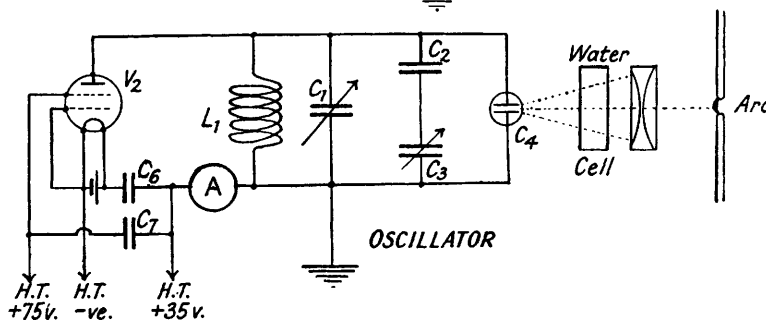 V2
L1
C1
C2
C3
C4
Water
Cell
Arc
C6
A
C7
OSCILLATOR
H.T.
+75v.
H.T.
-ve.
H.T.
+35v.